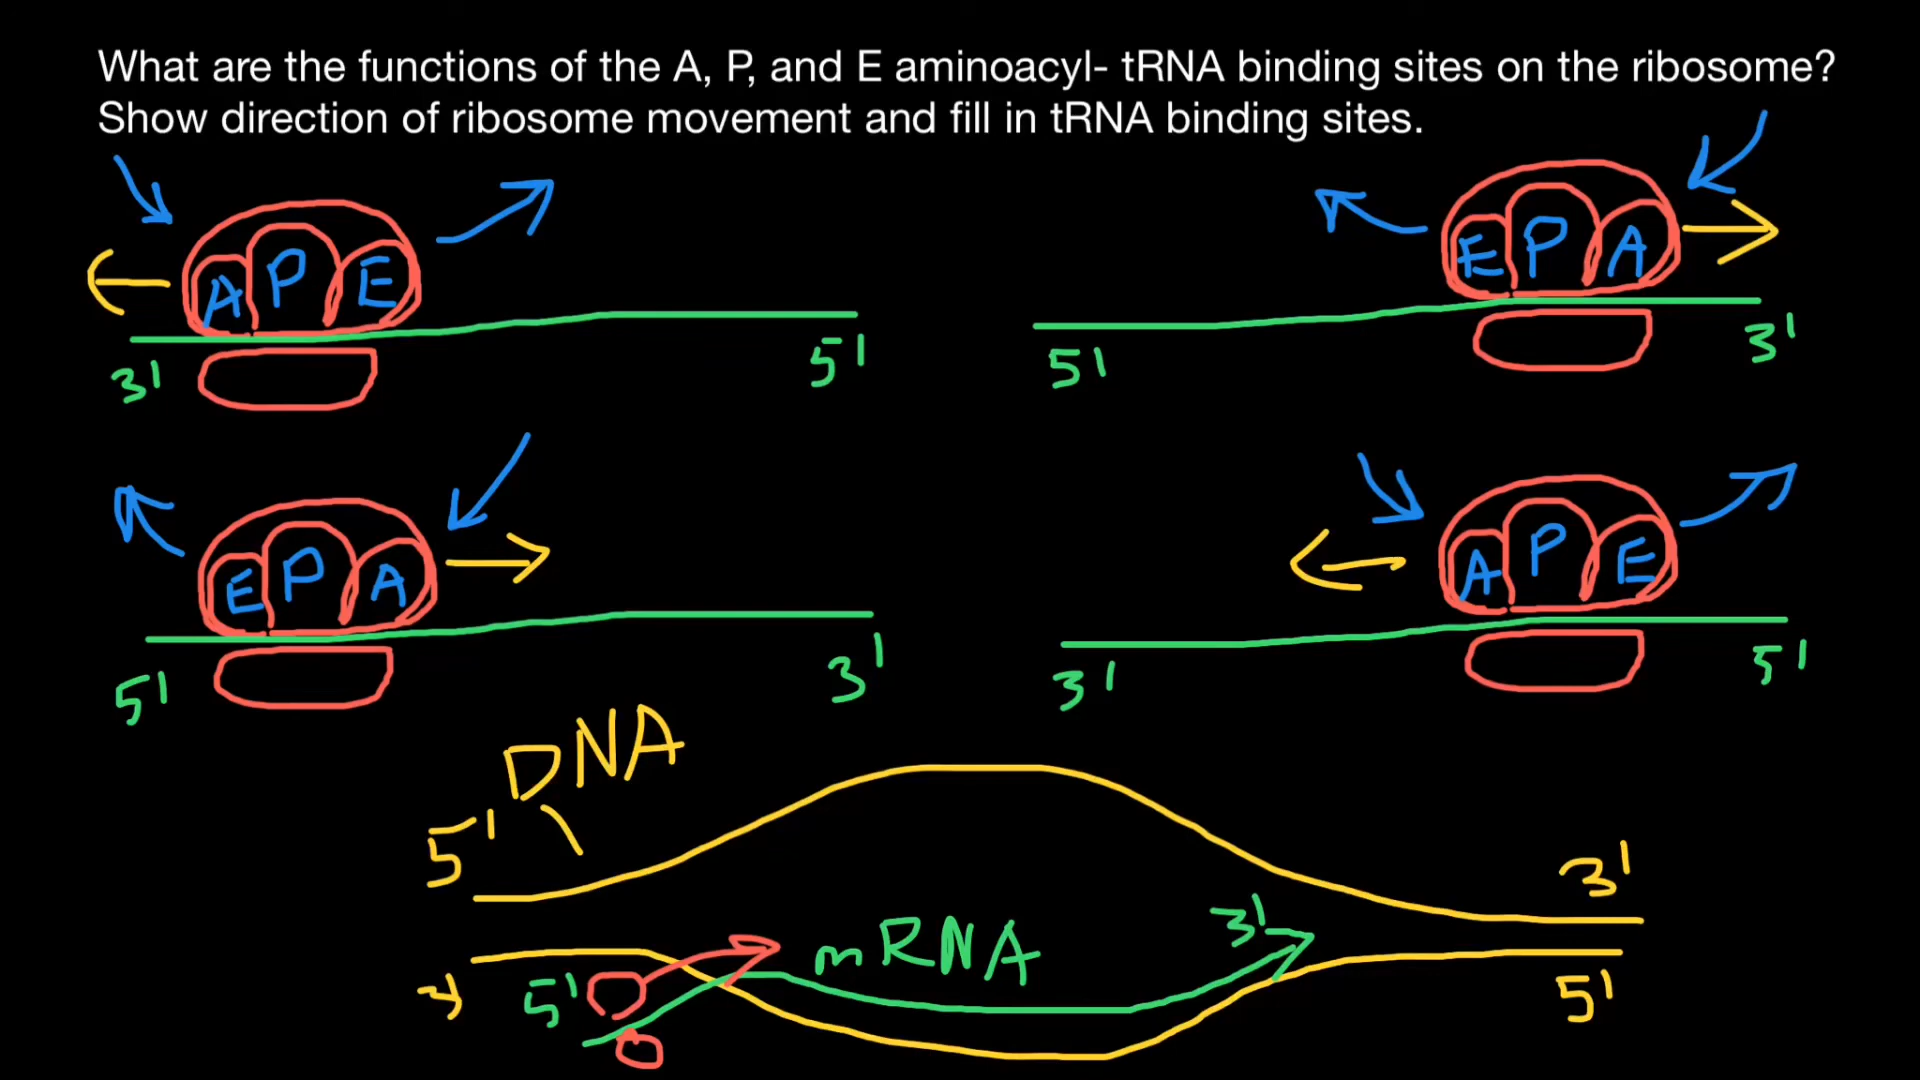 What are the functions of the A, P, and E aminoacyl- tRNA binding sites on the ribosome?
Show direction of ribosome movement and fill in tRNA binding sites.
A P E
3' 5'
E P A
5' 3'
E P A
5' 3'
A P E
3' 5'
DNA
5' 3'
mRNA 3'
5'
5'